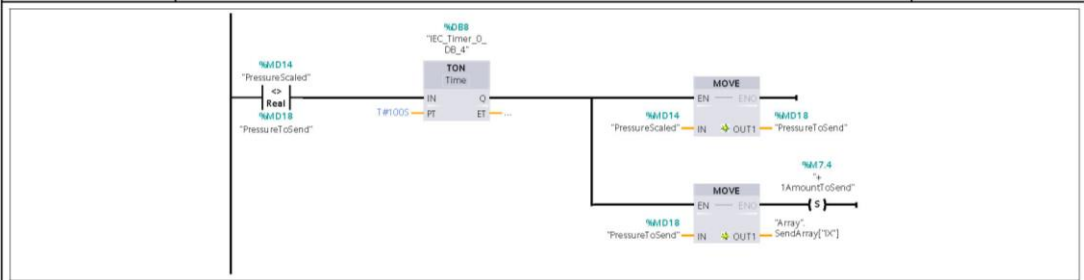 %DB8
"IEC_Timer_0_
DB_4"
%MD14
"PressureScaled"
<>
Real
%MD18
"PressureToSend"
TON
Time
IN Q
T#100S PT ET ...
MOVE
EN ENO
%MD14
"PressureScaled" IN OUT1
%MD18
"PressureToSend"
%M7.4
"+
1AmountToSend"
S
MOVE
EN ENO
%MD18
"PressureToSend" IN OUT1
"Array".
SendArray["IX"]